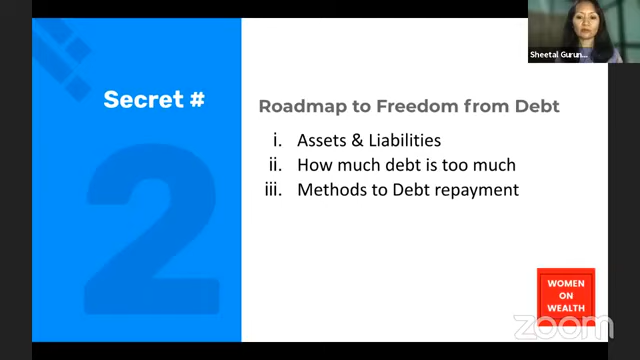 Sheetal Gurun...
Secret #
2
Roadmap to Freedom from Debt
i. Assets & Liabilities
ii. How much debt is too much
iii. Methods to Debt repayment
WOMEN
ON
WEALTH
zoom